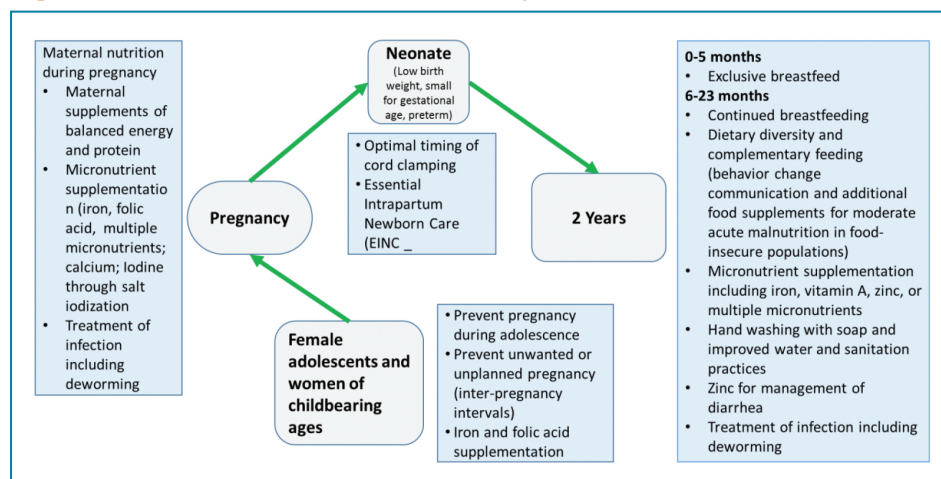 Maternal nutrition
during pregnancy
• Maternal
supplements of
balanced energy
and protein
• Micronutrient
supplementatio
n (iron, folic
acid, multiple
micronutrients;
calcium; Iodine
through salt
iodization
• Treatment of
infection
including
deworming
Neonate
(Low birth
weight, small
for gestational
age, preterm)
• Optimal timing of
cord clamping
• Essential
Intrapartum
Newborn Care
(EINC _
Pregnancy
2 Years
Female
adolescents and
women of
childbearing
ages
• Prevent pregnancy
during adolescence
• Prevent unwanted or
unplanned pregnancy
(inter-pregnancy
intervals)
• Iron and folic acid
supplementation
0-5 months
• Exclusive breastfeed
6-23 months
• Continued breastfeeding
• Dietary diversity and
complementary feeding
(behavior change
communication and additional
food supplements for moderate
acute malnutrition in food-
insecure populations)
• Micronutrient supplementation
including iron, vitamin A, zinc, or
multiple micronutrients
• Hand washing with soap and
improved water and sanitation
practices
• Zinc for management of
diarrhea
• Treatment of infection including
deworming